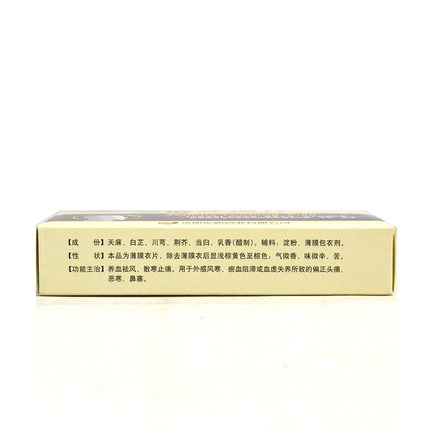 【成　　份】天麻、白芷、川芎、荆芥、当归、乳香(醋制)。辅料：淀粉、薄膜包衣剂。
【性　　状】本品为薄膜衣片，除去薄膜衣后显浅棕黄色至棕色；气微香，味微辛、苦。
【功能主治】养血祛风，散寒止痛，用于外感风寒、瘀血阻滞或血虚失养所致的偏正头痛、
恶寒、鼻塞。